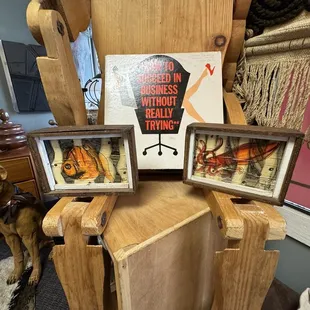 HOW TO
SUCCEED IN
BUSINESS
WITHOUT
REALLY
TRYING